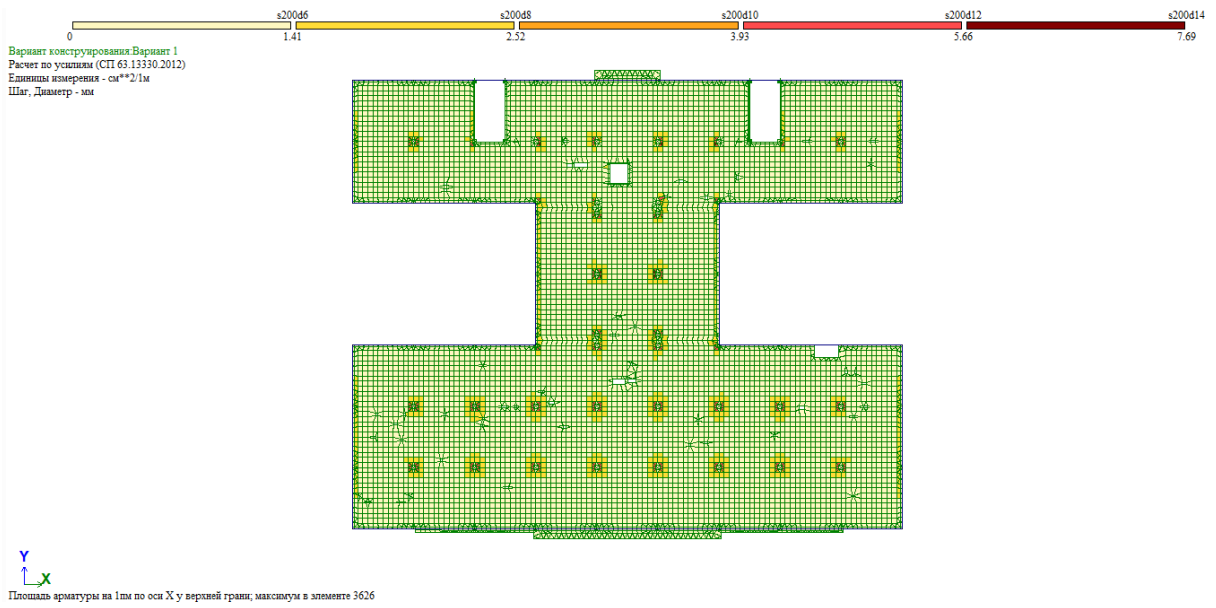 s200d6 s200d8 s200d10 s200d12 s200d14
0 1.41 2.52 3.93 5.66 7.69
Вариант конструирования:Вариант 1
Расчет по усилиям (СП 63.13330.2012)
Единицы измерения - см**2/1м
Шаг, Диаметр - мм
Y
X
Площадь арматуры на 1пм по оси X у верхней грани; максимум в элементе 3626